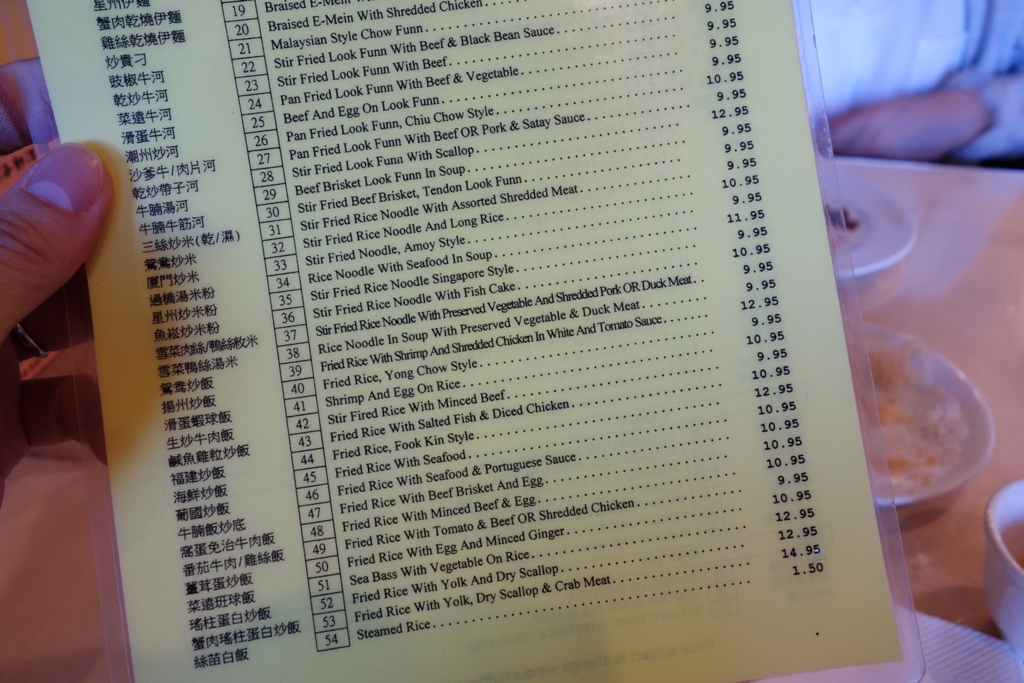 星州伊麵
蟹肉乾燒伊麵 19 Braised E-Mein With
雞絲乾燒伊麵 20 Braised E-Mein With Shredded Chicken
炒貴刁 21 Malaysian Style Chow Funn 9.95
豉椒牛河 22 Stir Fried Look Funn With Beef & Black Bean Sauce 9.95
乾炒牛河 23 Stir Fried Look Funn With Beef 9.95
菜遠牛河 24 Pan Fried Look Funn With Beef & Vegetable 9.95
滑蛋牛河 25 Beef And Egg On Look Funn 9.95
潮州炒河 26 Pan Fried Look Funn, Chiu Chow Style 9.95
沙爹牛/肉片河 27 Pan Fried Look Funn With Beef OR Pork & Satay Sauce 10.95
乾炒帶子河 28 Stir Fried Look Funn With Scallop 12.95
牛腩湯河 29 Beef Brisket Look Funn In Soup 9.95
牛腩牛筋河 30 Stir Fried Beef Brisket, Tendon Look Funn 9.95
三絲炒米(乾/濕) 31 Stir Fried Rice Noodle With Assorted Shredded Meat 10.95
鴛鴦炒米 32 Stir Fried Rice Noodle And Long Rice 9.95
厦門炒米 33 Stir Fried Noodle, Amoy Style 9.95
過橋湯米粉 34 Rice Noodle With Seafood In Soup 11.95
星州炒米粉 35 Stir Fried Rice Noodle Singapore Style 9.95
魚崧炒米粉 36 Stir Fried Rice Noodle With Fish Cake 10.95
雪菜肉絲/鴨絲炆米 37 Stir Fried Rice Noodle With Preserved Vegetable And Shredded Pork OR Duck Meat 9.95
雪菜鴨絲湯米 38 Rice Noodle In Soup With Preserved Vegetable & Duck Meat 9.95
鴛鴦炒飯 39 Fried Rice With Shrimp And Shredded Chicken In White And Tomato Sauce 12.95
揚州炒飯 40 Fried Rice, Yong Chow Style 9.95
滑蛋蝦球飯 41 Shrimp And Egg On Rice 10.95
生炒牛肉飯 42 Stir Fired Rice With Minced Beef 9.95
鹹魚雞粒炒飯 43 Fried Rice With Salted Fish & Diced Chicken 10.95
福建炒飯 44 Fried Rice, Fook Kin Style 10.95
海鮮炒飯 45 Fried Rice With Seafood 12.95
葡國炒飯 46 Fried Rice With Seafood & Portuguese Sauce 10.95
牛腩飯炒底 47 Fried Rice With Beef Brisket And Egg 10.95
窩蛋免治牛肉飯 48 Fried Rice With Minced Beef & Egg 10.95
番茄牛肉/雞絲飯 49 Fried Rice With Tomato & Beef OR Shredded Chicken 9.95
薑茸蛋炒飯 50 Fried Rice With Egg And Minced Ginger 10.95
菜遠班球飯 51 Sea Bass With Vegetable On Rice 12.95
瑤柱蛋白炒飯 52 Fried Rice With Yolk And Dry Scallop 12.95
蟹肉瑤柱蛋白炒飯 53 Fried Rice With Yolk, Dry Scallop & Crab Meat 14.95
絲苗白飯 54 Steamed Rice 1.50